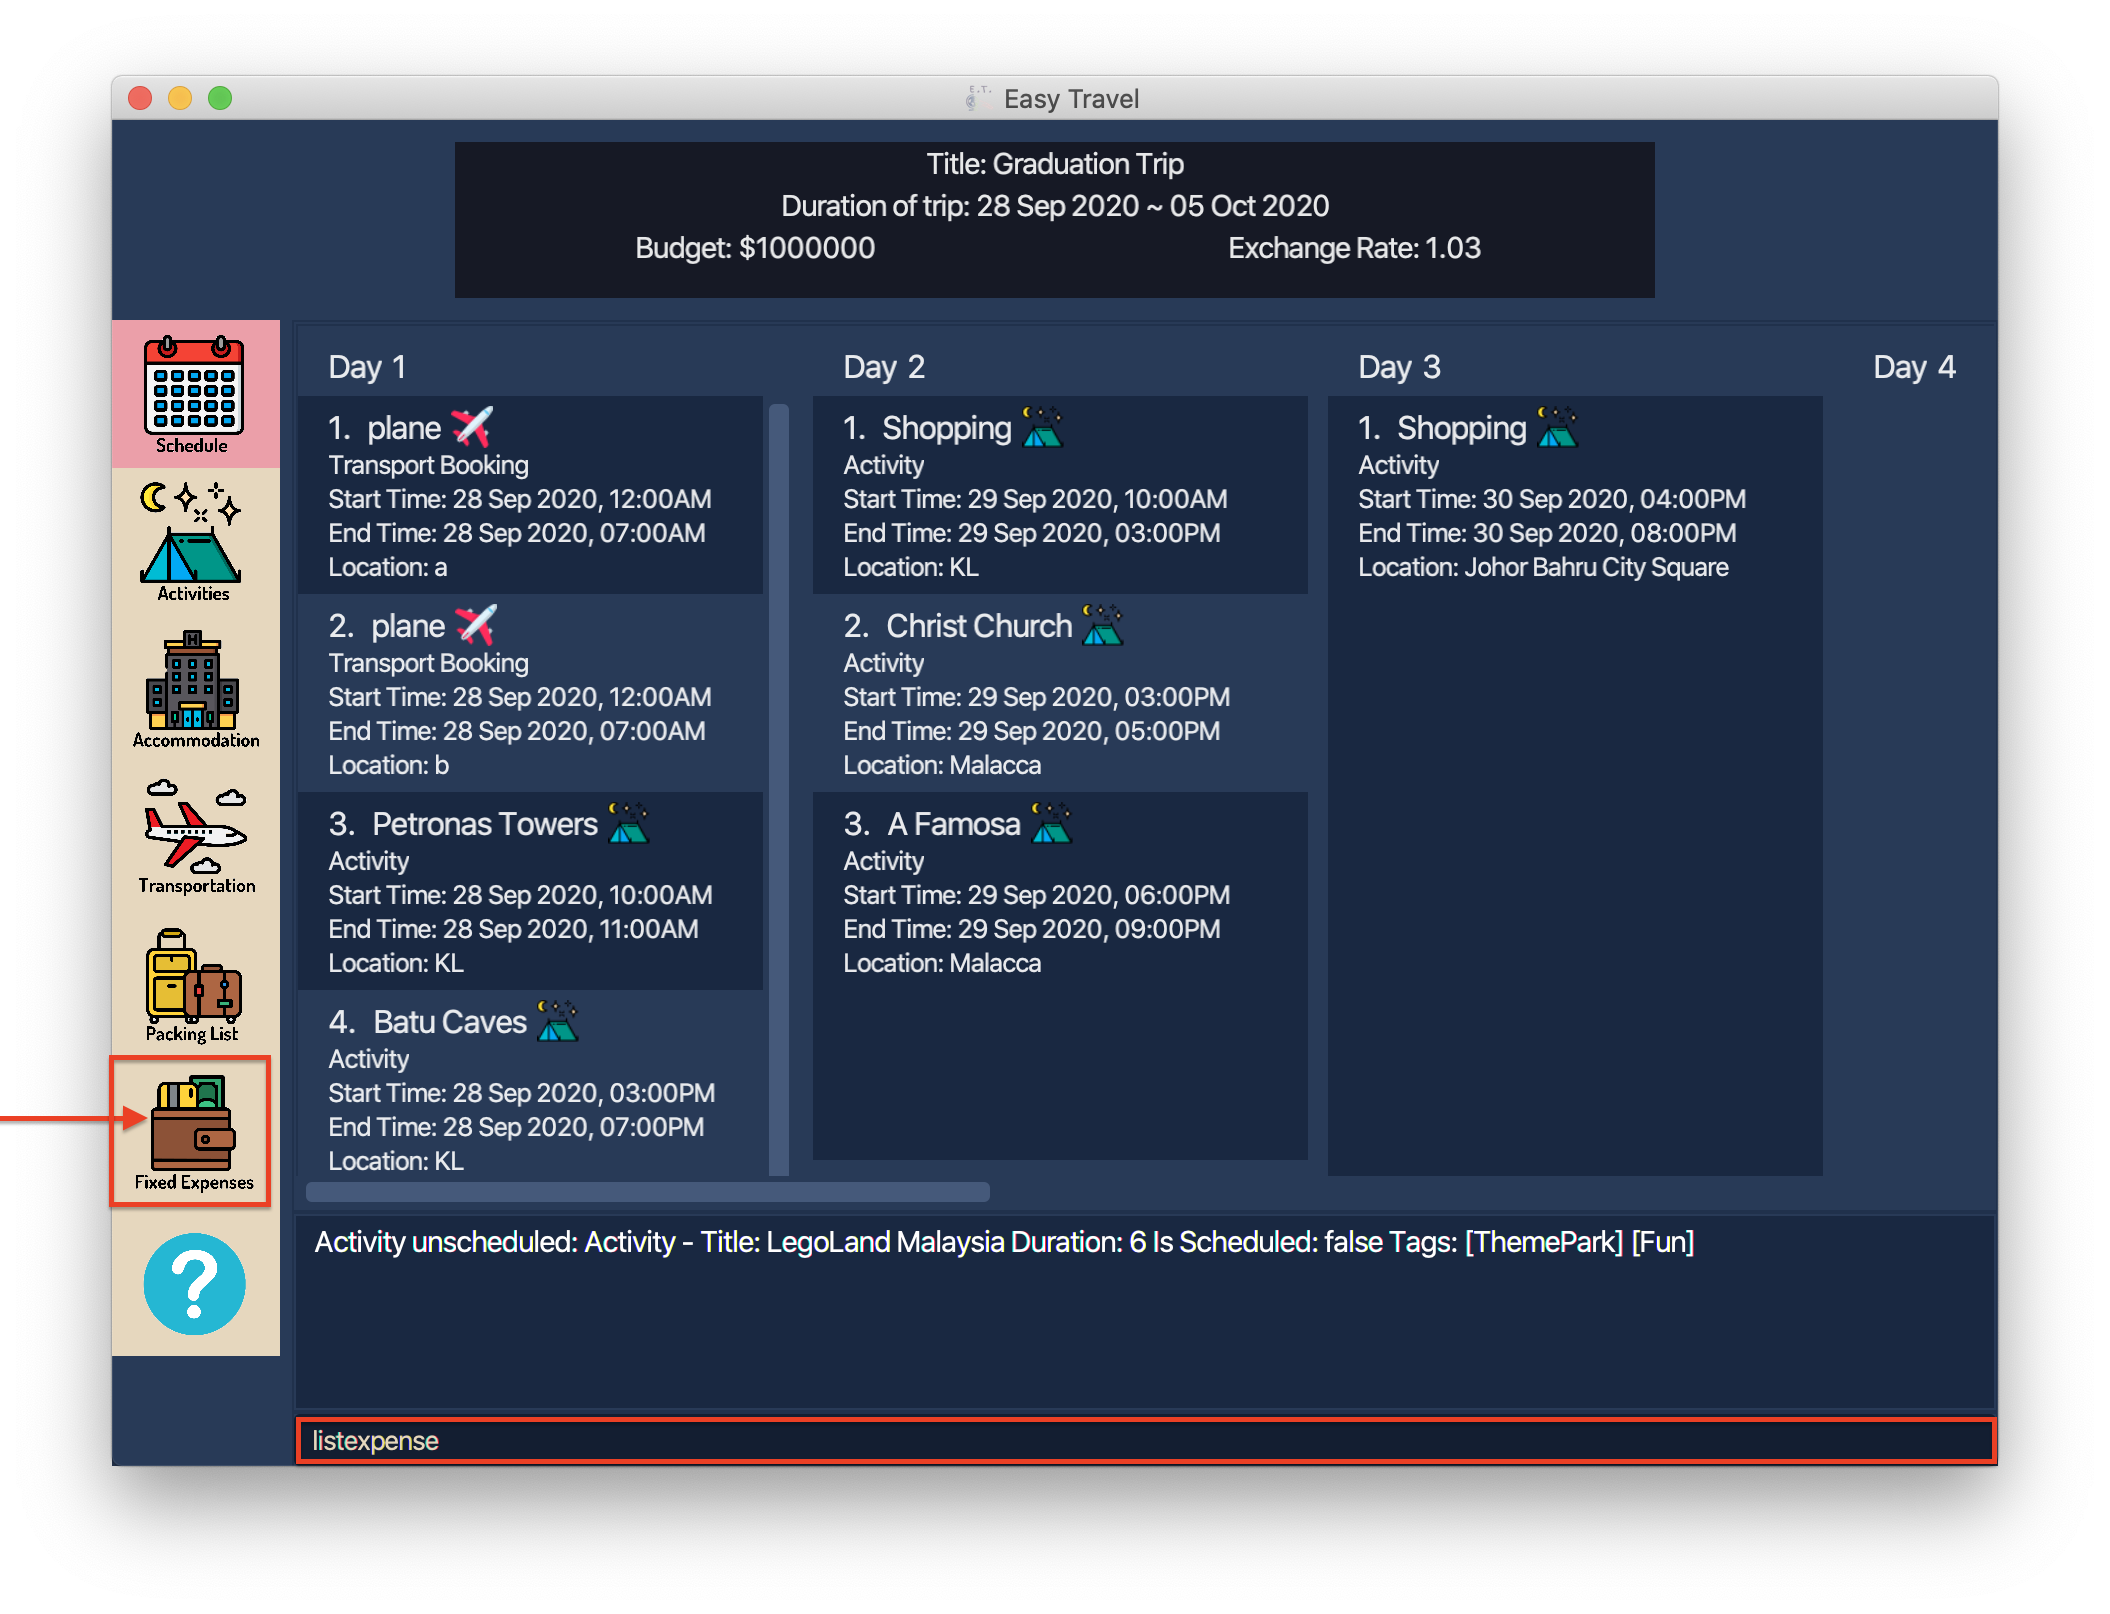 E.T.
Easy Travel
Title: Graduation Trip
Duration of trip: 28 Sep 2020 ~ 05 Oct 2020
Budget: $1000000
Exchange Rate: 1.03
Schedule
Activities
Accommodation
Transportation
Packing List
Fixed Expenses
?
Day 1
1. plane
Transport Booking
Start Time: 28 Sep 2020, 12:00AM
End Time: 28 Sep 2020, 07:00AM
Location: a
2. plane
Transport Booking
Start Time: 28 Sep 2020, 12:00AM
End Time: 28 Sep 2020, 07:00AM
Location: b
3. Petronas Towers
Activity
Start Time: 28 Sep 2020, 10:00AM
End Time: 28 Sep 2020, 11:00AM
Location: KL
4. Batu Caves
Activity
Start Time: 28 Sep 2020, 03:00PM
End Time: 28 Sep 2020, 07:00PM
Location: KL
Day 2
1. Shopping
Activity
Start Time: 29 Sep 2020, 10:00AM
End Time: 29 Sep 2020, 03:00PM
Location: KL
2. Christ Church
Activity
Start Time: 29 Sep 2020, 03:00PM
End Time: 29 Sep 2020, 05:00PM
Location: Malacca
3. A Famosa
Activity
Start Time: 29 Sep 2020, 06:00PM
End Time: 29 Sep 2020, 09:00PM
Location: Malacca
Day 3
1. Shopping
Activity
Start Time: 30 Sep 2020, 04:00PM
End Time: 30 Sep 2020, 08:00PM
Location: Johor Bahru City Square
Day 4
Activity unscheduled: Activity - Title: LegoLand Malaysia Duration: 6 Is Scheduled: false Tags: [ThemePark] [Fun]
listexpense